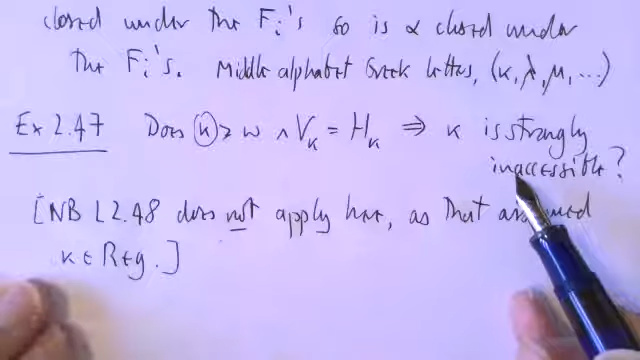 closed under the Fi's so is α closed under
the Fi's. Middle alphabet Greek letters, (κ, λ, μ, ...)
Ex 2.47 Does κ > ω ∧ Vκ = Hκ ⇒ κ is strongly
inaccessible?
[NB L2.48 does not apply here, as that assumed
κ ∈ Reg.]